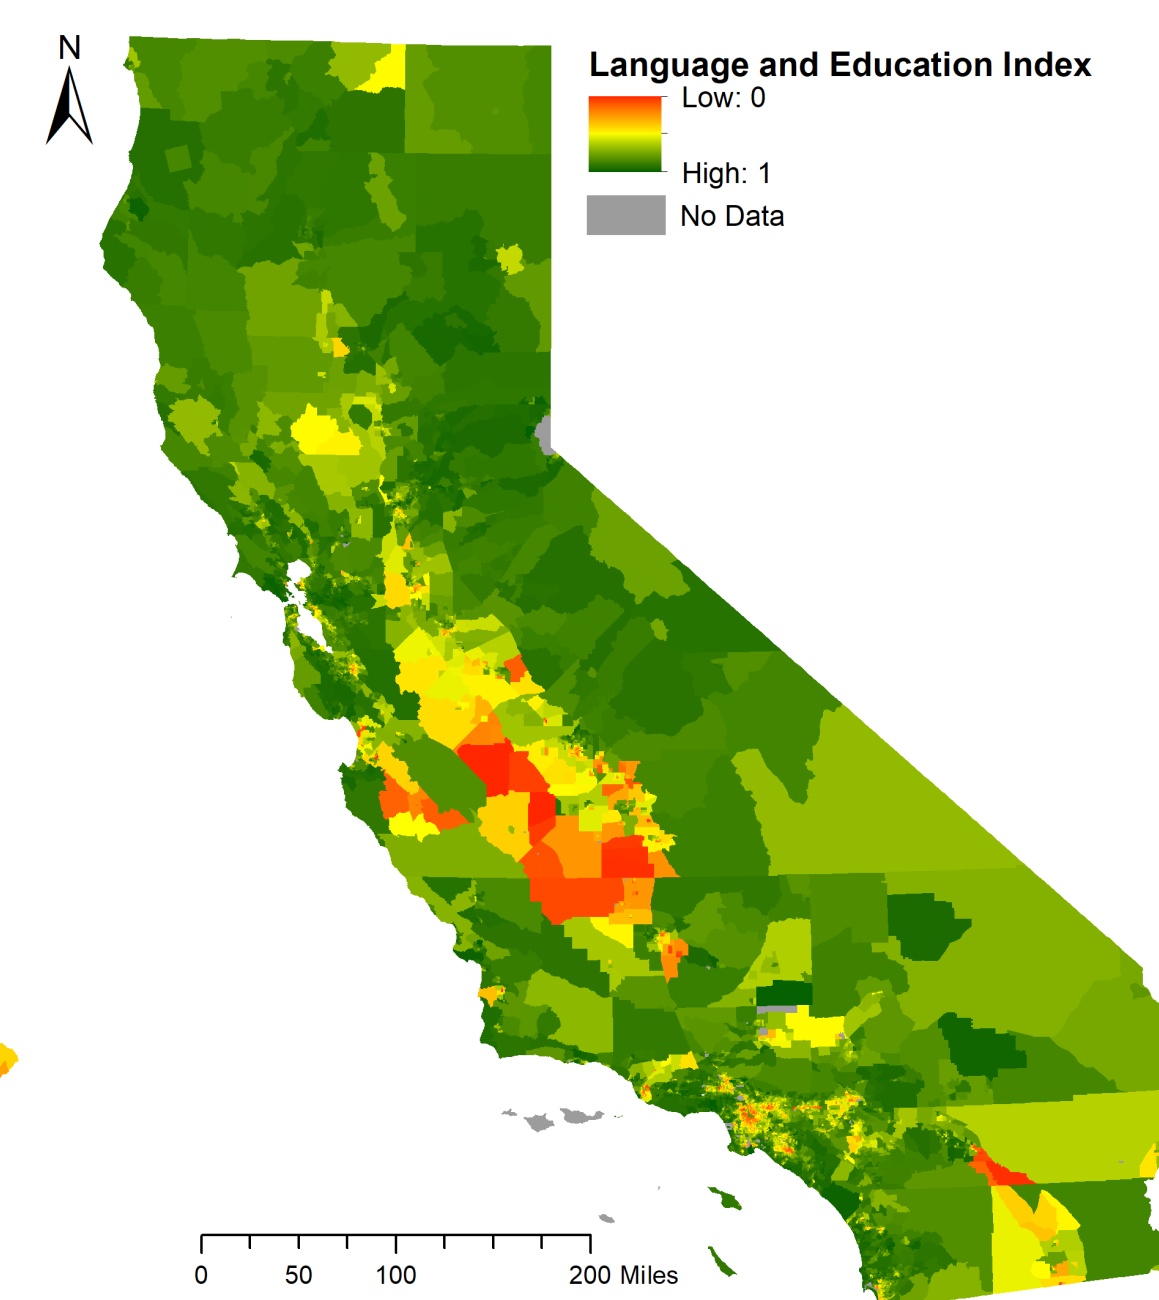 N
Language and Education Index
Low: 0
High: 1
No Data
0 50 100 200 Miles